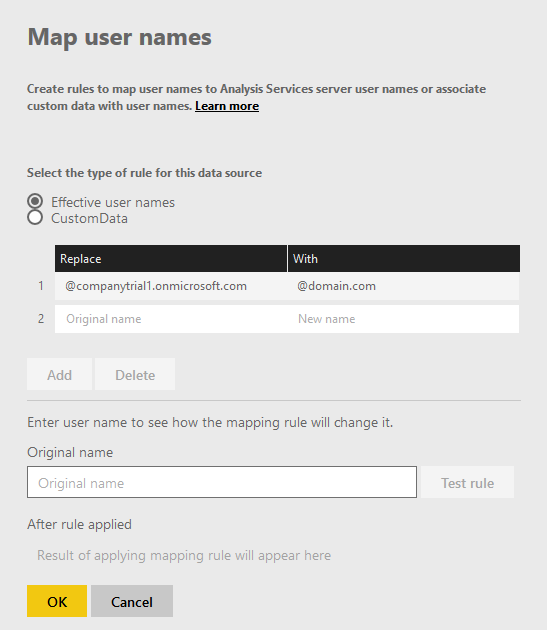 Map user names
Create rules to map user names to Analysis Services server user names or associate
custom data with user names. Learn more
Select the type of rule for this data source
Effective user names
CustomData
Replace With
1 @companytrial1.onmicrosoft.com @domain.com
2 Original name New name
Add Delete
Enter user name to see how the mapping rule will change it.
Original name
Original name Test rule
After rule applied
Result of applying mapping rule will appear here
OK Cancel